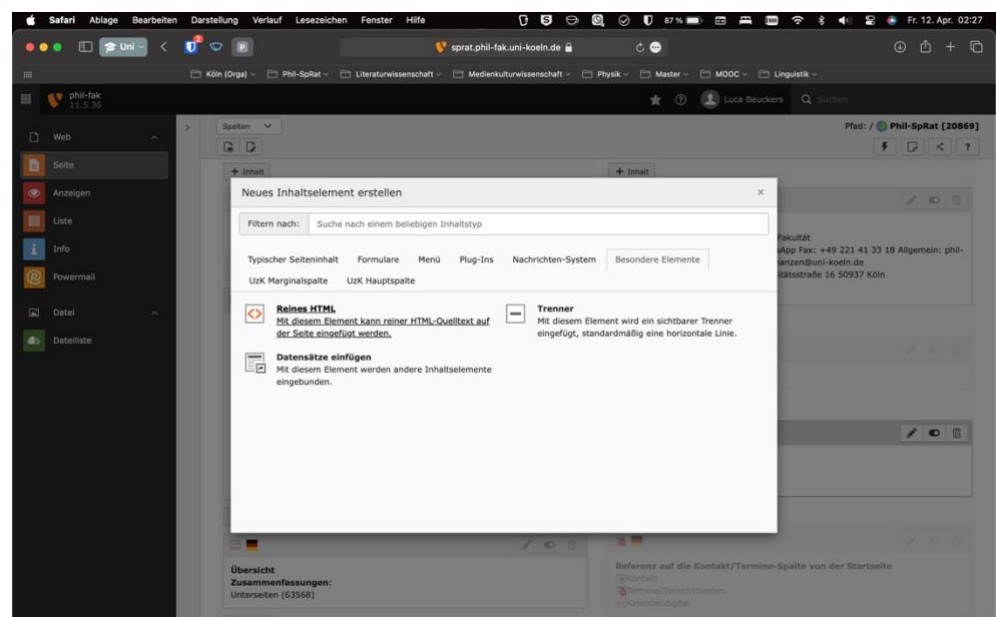 Safari Ablage Bearbeiten Darstellung Verlauf Lesezeichen Fenster Hilfe 87 % Fr. 12. Apr. 02:27
Uni sprat.phil-fak.uni-koeln.de
Köln (Orga) Phil-SpRat Literaturwissenschaft Medienkulturwissenschaft Physik Master MOOC Linguistik
phil-fak
11.5.36
Luca Beuckers Suchen
Web
Seite
Anzeigen
Liste
Info
Powermail
Datei
Dateiliste
Spalten
Pfad: / Phil-SpRat [20869]
+ Inhalt + Inhalt
Neues Inhaltselement erstellen ×
Filtern nach: Suche nach einem beliebigen Inhaltstyp
Typischer Seiteninhalt Formulare Menü Plug-Ins Nachrichten-System Besondere Elemente
UzK Marginalspalte UzK Hauptspalte
Reines HTML
Mit diesem Element kann reiner HTML-Quelltext auf
der Seite eingefügt werden.
Trenner
Mit diesem Element wird ein sichtbarer Trenner
eingefügt, standardmäßig eine horizontale Linie.
Datensätze einfügen
Mit diesem Element werden andere Inhaltselemente
eingebunden.
Fakultät
App Fax: +49 221 41 33 18 Allgemein: phil-
anzen@uni-koeln.de
itätsstraße 16 50937 Köln
Übersicht
Zusammenfassungen:
Unterseiten (63568)
Referenz auf die Kontakt/Termine-Spalte von der Startseite
Kontakt
Termine/Sprechstunden
Kalender.digital